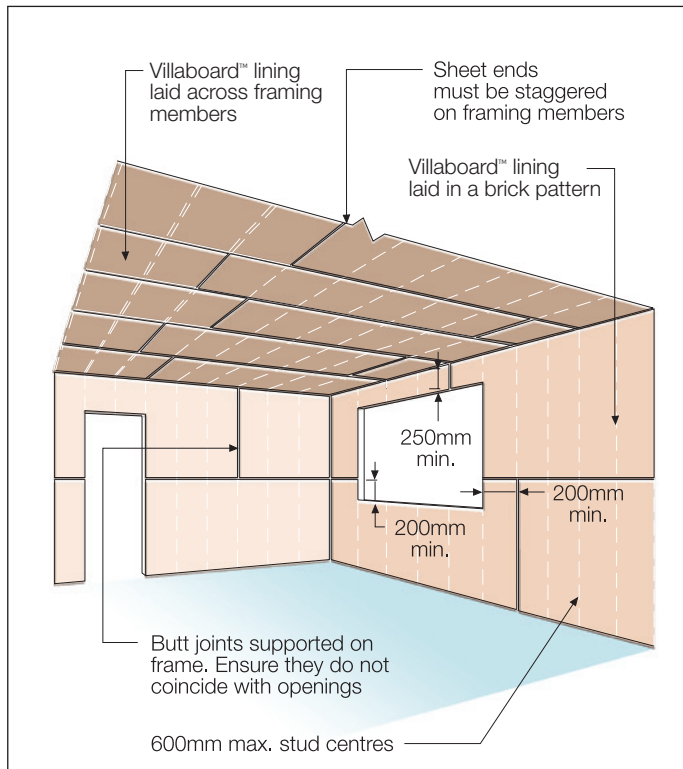 Villaboard™ lining
laid across framing
members
Sheet ends
must be staggered
on framing members
Villaboard™ lining
laid in a brick pattern
250mm
min.
200mm
min.
200mm
min.
Butt joints supported on
frame. Ensure they do not
coincide with openings
600mm max. stud centres